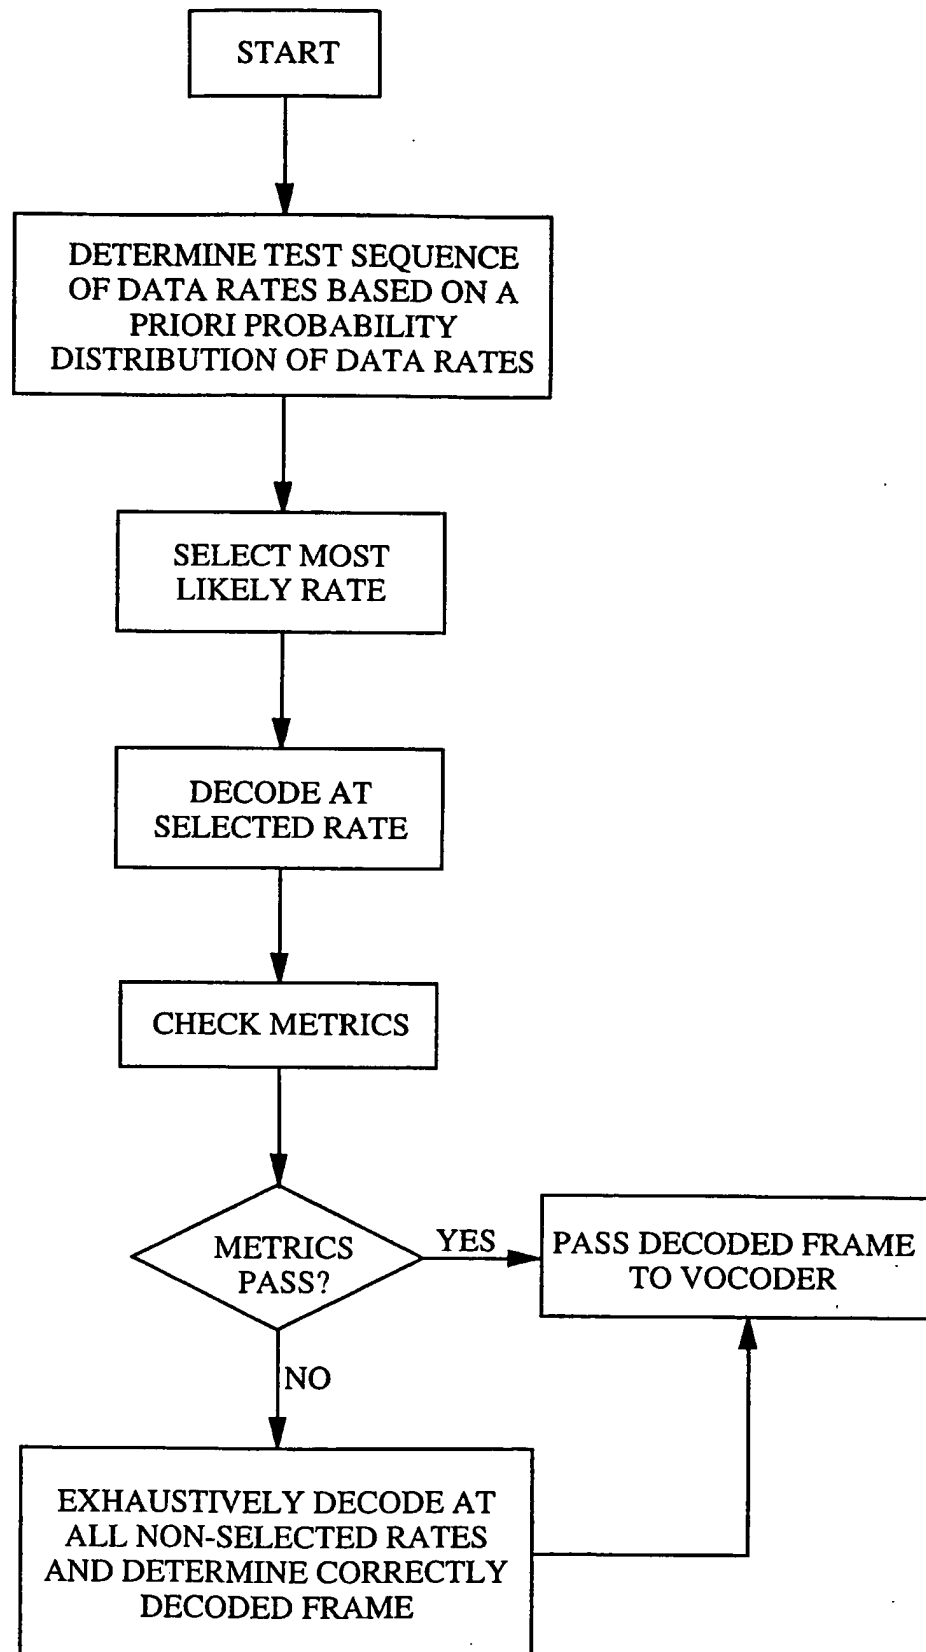 START
DETERMINE TEST SEQUENCE
OF DATA RATES BASED ON A
PRIORI PROBABILITY
DISTRIBUTION OF DATA RATES
SELECT MOST
LIKELY RATE
DECODE AT
SELECTED RATE
CHECK METRICS
METRICS
PASS?
YES
PASS DECODED FRAME
TO VOCODER
NO
EXHAUSTIVELY DECODE AT
ALL NON-SELECTED RATES
AND DETERMINE CORRECTLY
DECODED FRAME